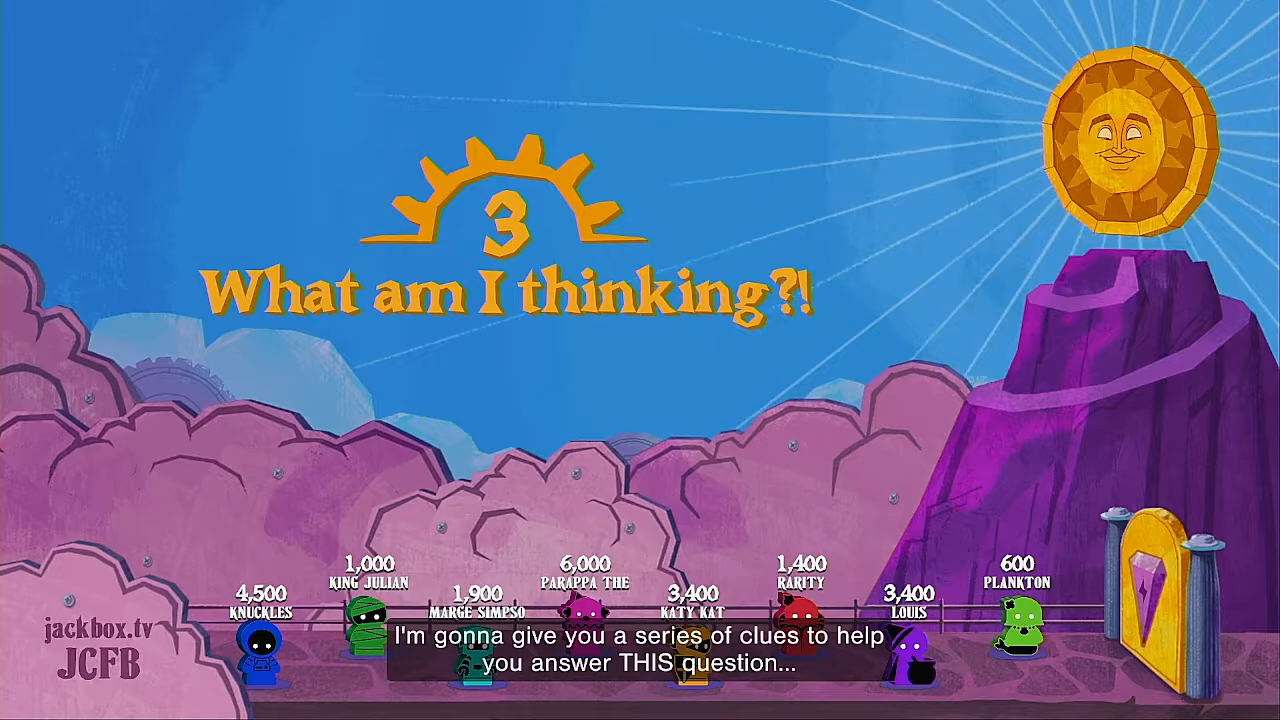 3
What am I thinking?!
1,000
KING JULIAN
6,000
PARAPPA THE
1,400
RARITY
600
PLANKTON
4,500
KNUCKLES
1,900
MARGE SIMPSO
3,400
KATY KAT
3,400
LOUIS
jackbox.tv
JCFB
I'm gonna give you a series of clues to help
you answer THIS question...